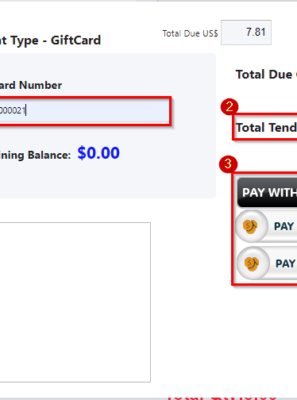 Total Due US$ 7.81
nt Type - GiftCard
Total Due
ard Number
000021
2
Total Tend
ning Balance: $0.00
3
PAY WITH
PAY
PAY